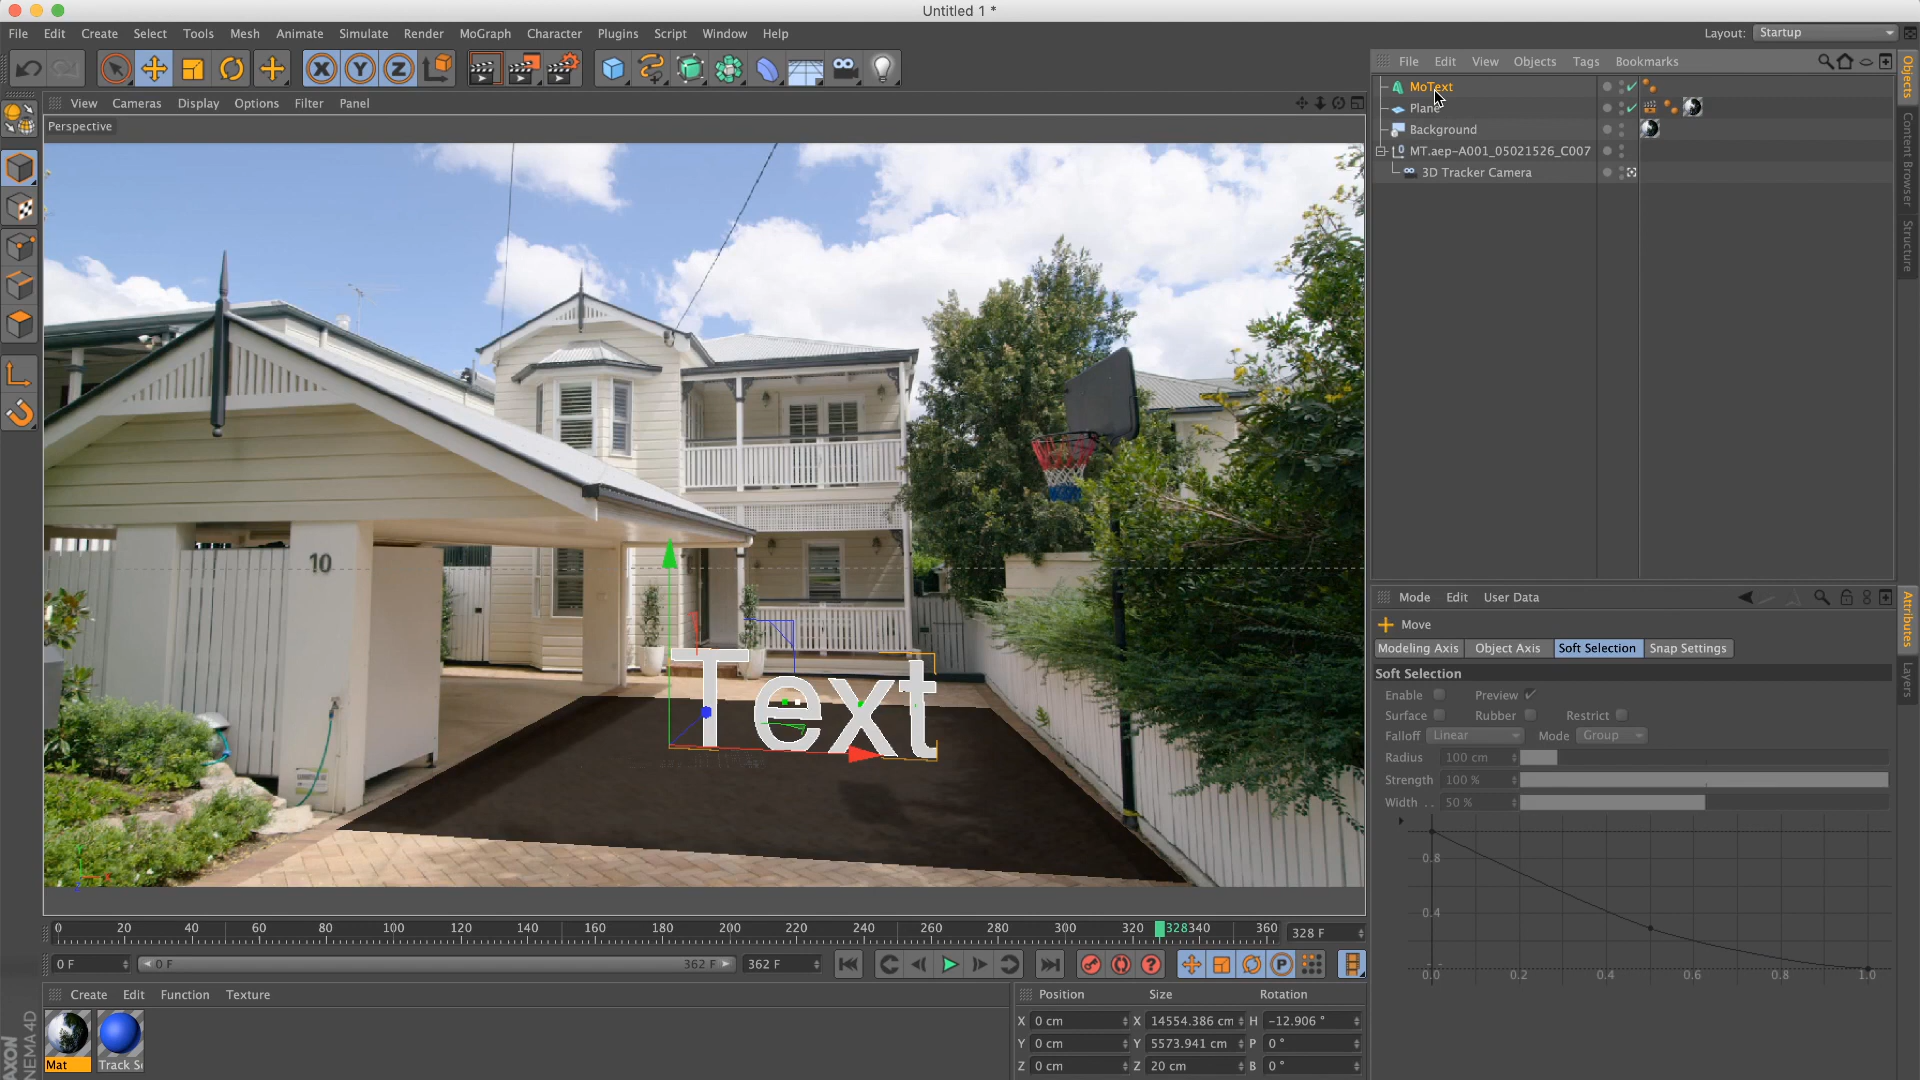 Untitled 1 *
File Edit Create Select Tools Mesh Animate Simulate Render MoGraph Character Plugins Script Window Help
Layout: Startup
File Edit View Objects Tags Bookmarks
MoText
Plane
Background
MT.aep-A001_05021526_C007
3D Tracker Camera
Objects
Content Browser
Structure
View Cameras Display Options Filter Panel
Perspective
X Y Z
10
Text
Mode Edit User Data
Move
Modeling Axis Object Axis Soft Selection Snap Settings
Soft Selection
Enable Preview
Surface Rubber Restrict
Falloff Linear Mode Group
Radius 100 cm
Strength 100 %
Width . . 50 %
0.8
0.4
0.0 0.2 0.4 0.6 0.8 1.0
Attributes
Layers
0 20 40 60 80 100 120 140 160 180 200 220 240 260 280 300 320 328 340 360 328 F
0 F 0 F 362 F 362 F
P
Create Edit Function Texture
Mat
Track S
Position Size Rotation
X 0 cm X 14554.386 cm H -12.906 °
Y 0 cm Y 5573.941 cm P 0 °
Z 0 cm Z 20 cm B 0 °
AXON
NEMA 4D